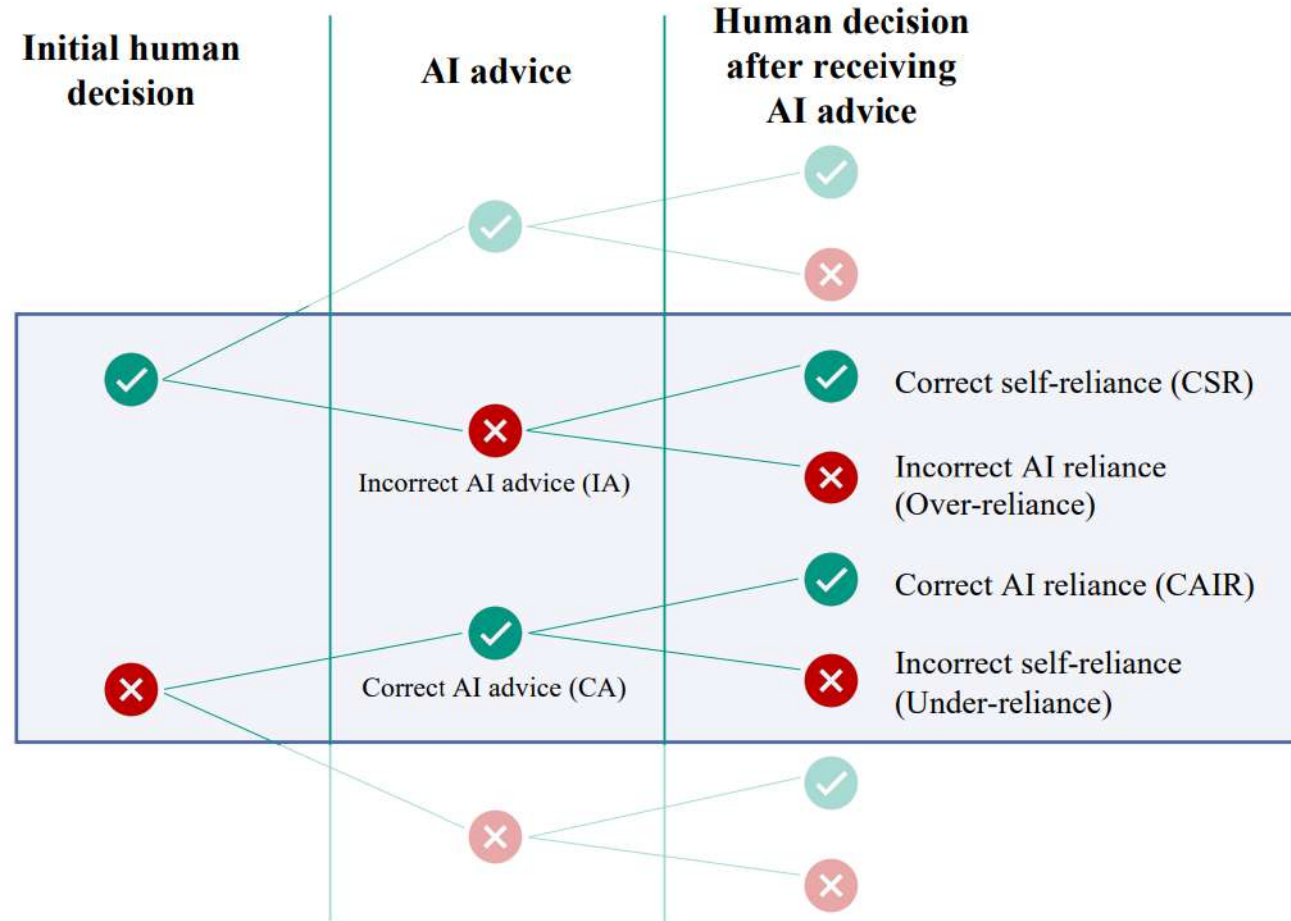 Initial human
decision
AI advice
Human decision
after receiving
AI advice
Correct self-reliance (CSR)
Incorrect AI advice (IA)
Incorrect AI reliance
(Over-reliance)
Correct AI reliance (CAIR)
Correct AI advice (CA)
Incorrect self-reliance
(Under-reliance)